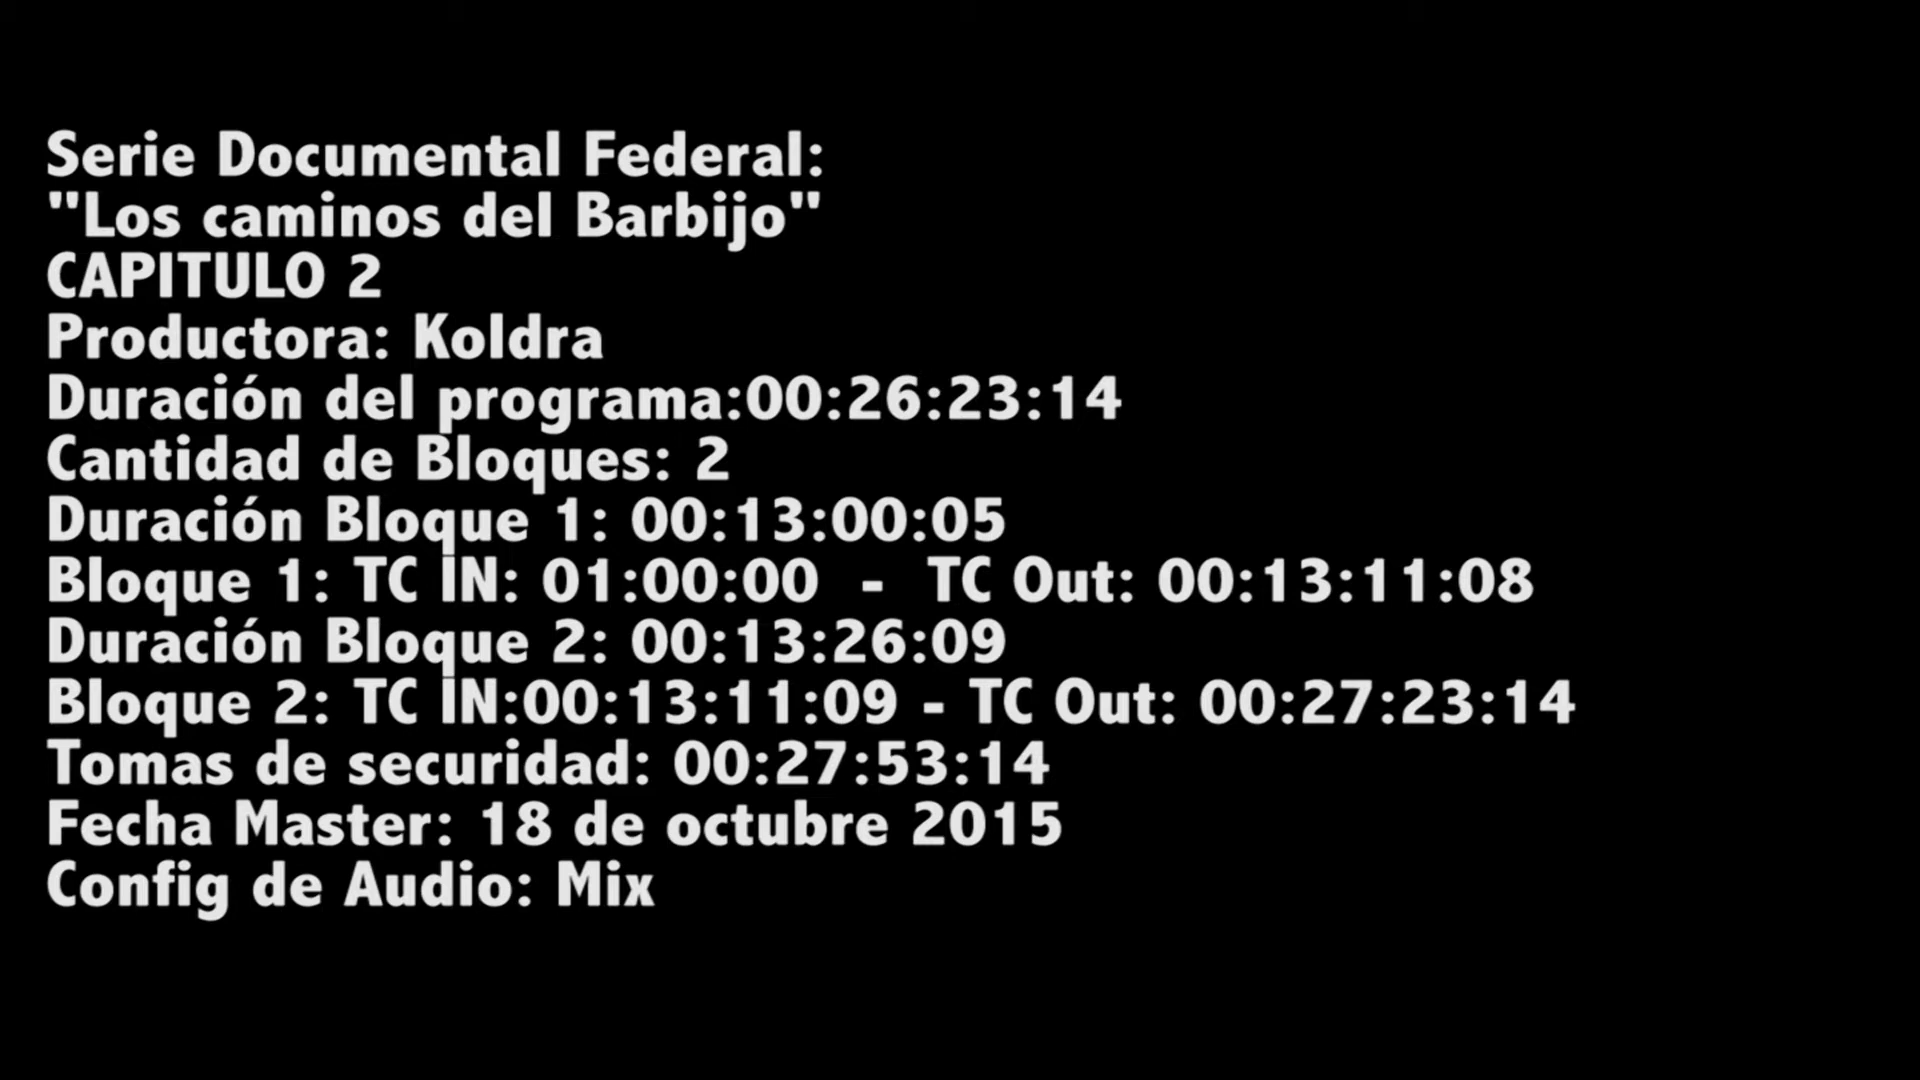 Serie Documental Federal:
"Los caminos del Barbijo"
CAPITULO 2
Productora: Koldra
Duración del programa:00:26:23:14
Cantidad de Bloques: 2
Duración Bloque 1: 00:13:00:05
Bloque 1: TC IN: 01:00:00 - TC Out: 00:13:11:08
Duración Bloque 2: 00:13:26:09
Bloque 2: TC IN:00:13:11:09 - TC Out: 00:27:23:14
Tomas de securidad: 00:27:53:14
Fecha Master: 18 de octubre 2015
Config de Audio: Mix